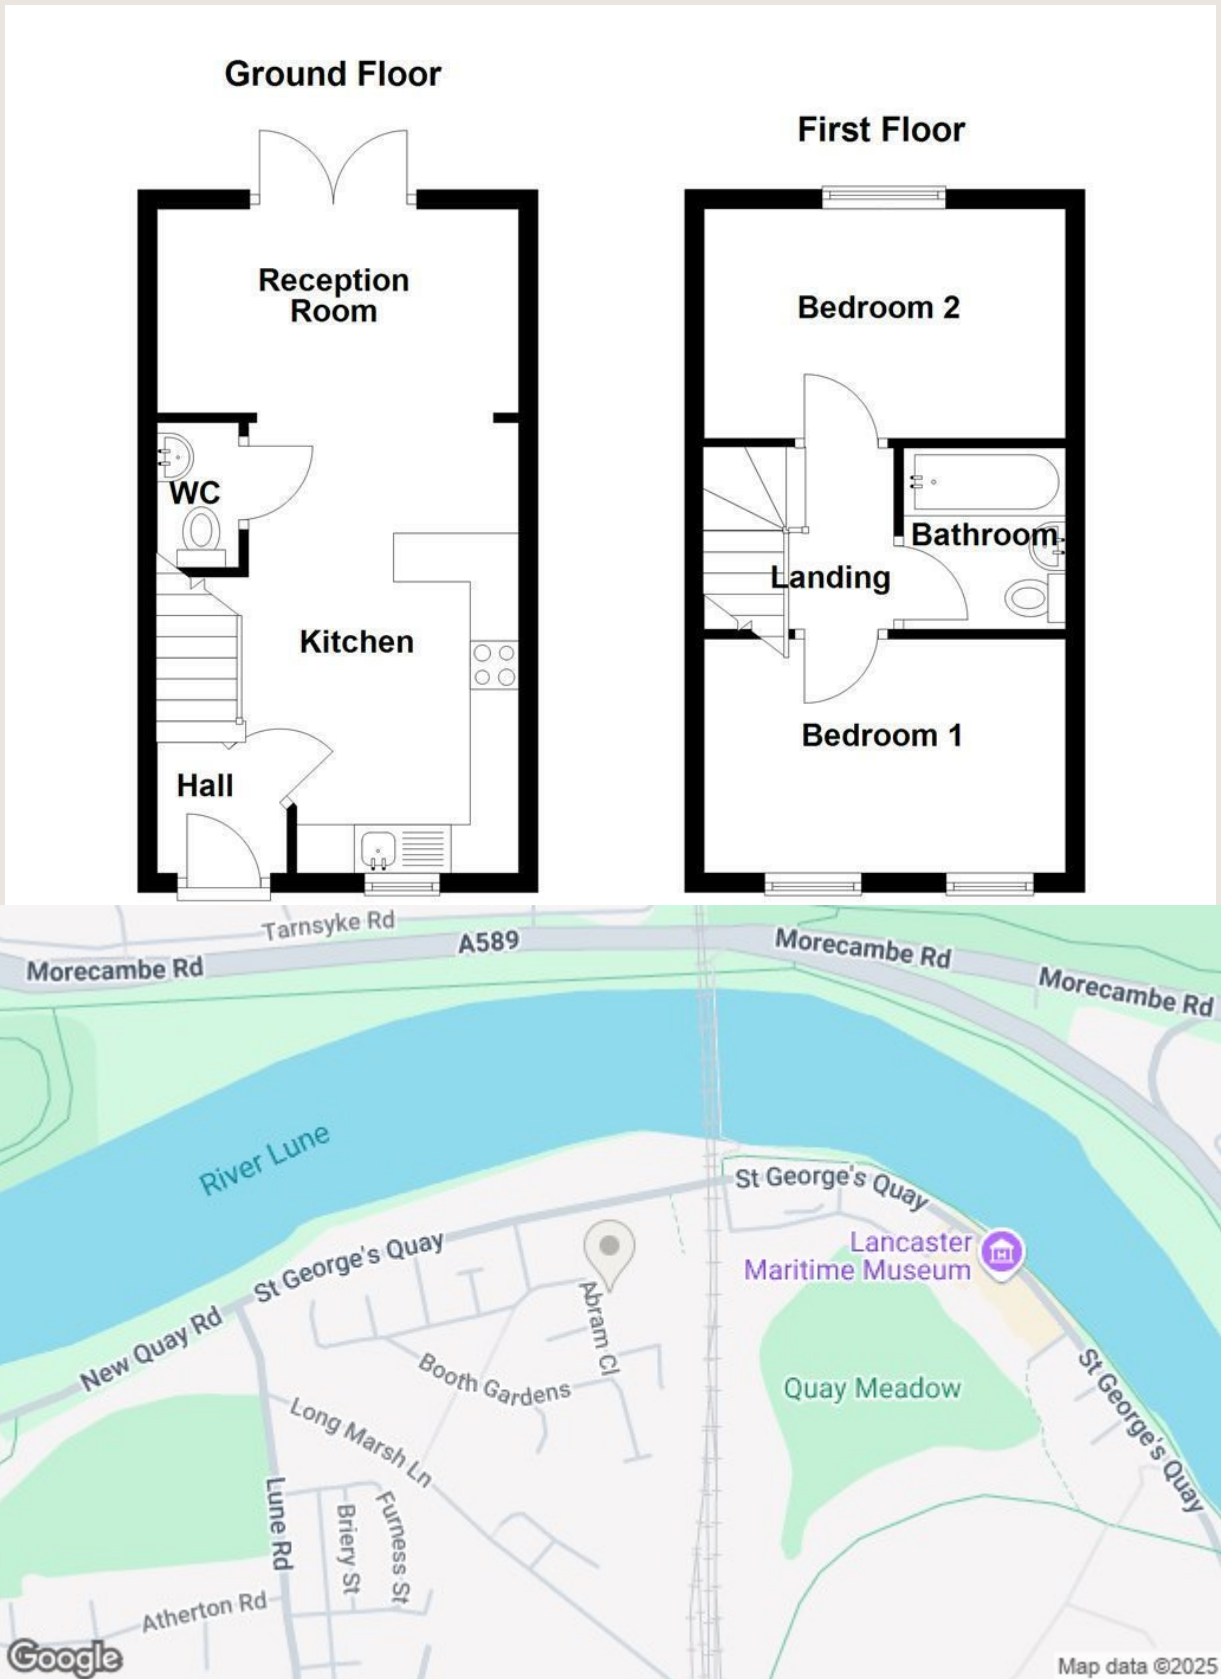 Ground Floor
First Floor
Reception
Room
Bedroom 2
WC
Bathroom
Landing
Kitchen
Bedroom 1
Hall
Tarnsyke Rd
A589
Morecambe Rd
Morecambe Rd
Morecambe Rd
River Lune
St George's Quay
St George's Quay
Lancaster
Maritime Museum
New Quay Rd
Abram Cl
Booth Gardens
Quay Meadow
St George's Quay
Long Marsh Ln
Lune Rd
Briery St
Furness St
Atherton Rd
Google
Map data ©2025